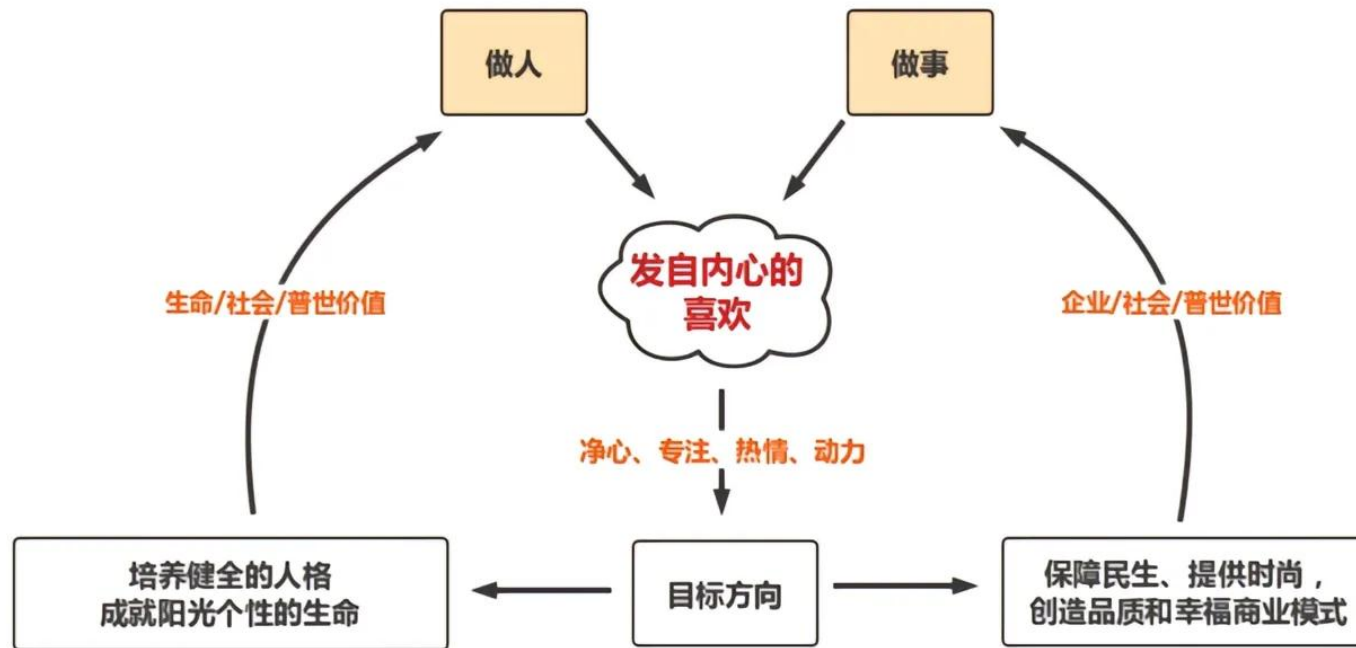 做人
做事
发自内心的
喜欢
生命/社会/普世价值
企业/社会/普世价值
净心、专注、热情、动力
培养健全的人格
成就阳光个性的生命
目标方向
保障民生、提供时尚，
创造品质和幸福商业模式